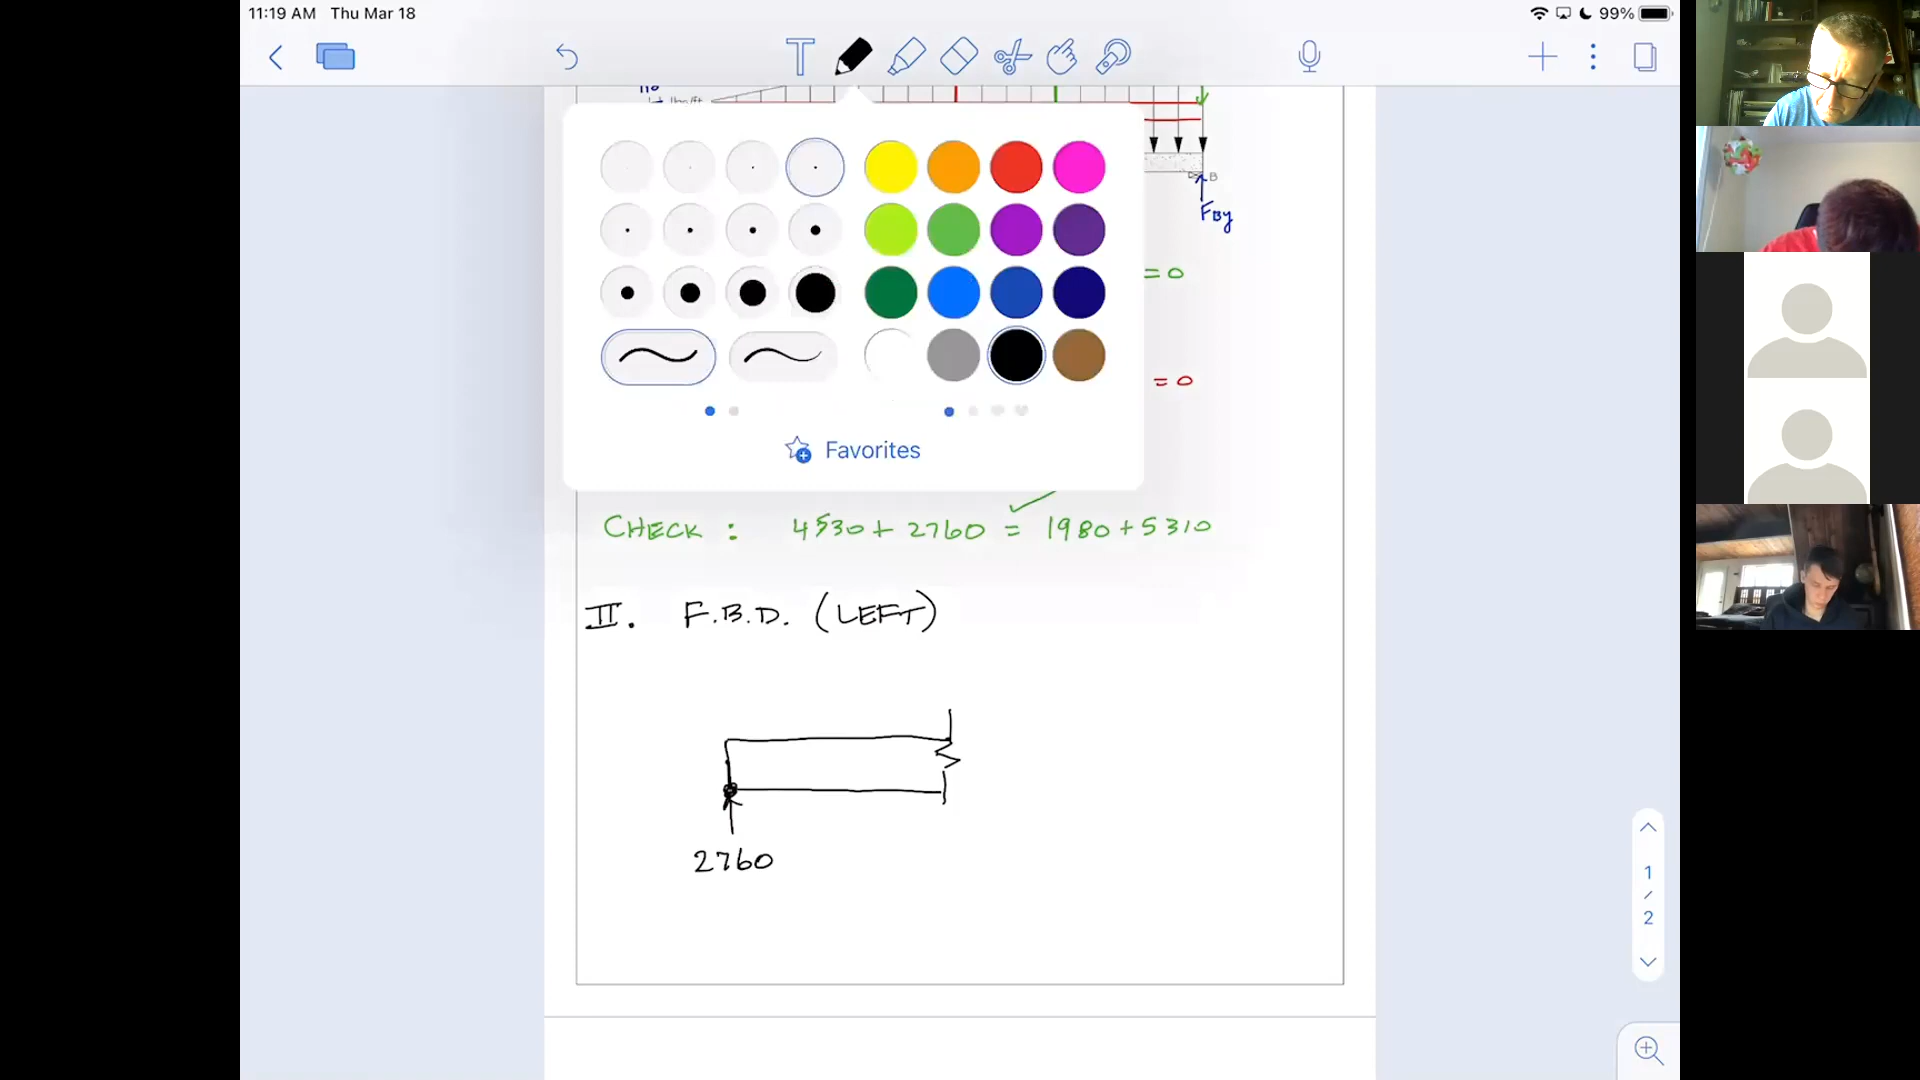 11:19 AM Thu Mar 18
99%
T
B
FBy
= 0
= 0
Favorites
CHECK : 4530 + 2760 = 1980 + 5310
II. F.B.D. (LEFT)
2760
1
/
2